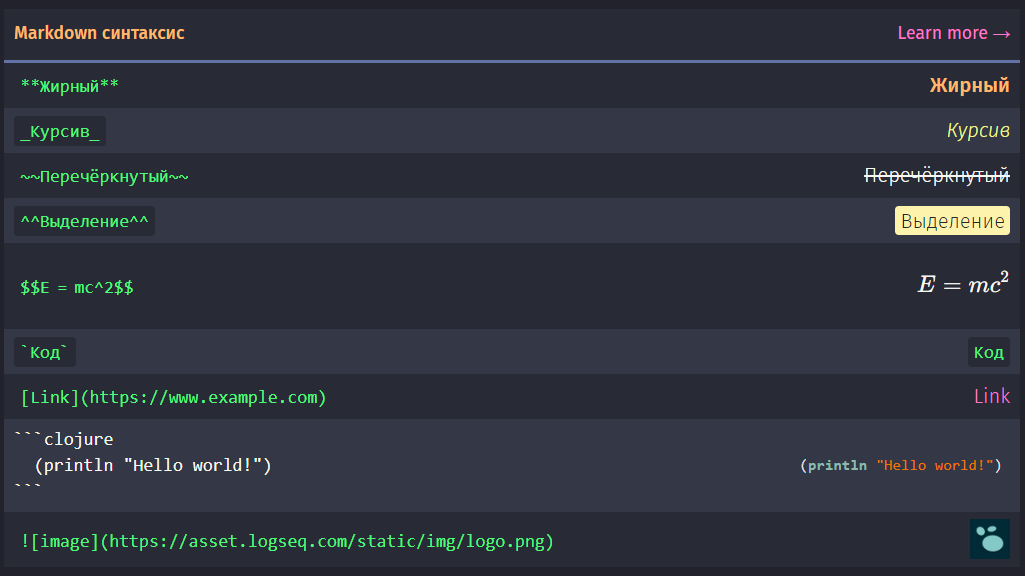 Markdown синтаксис Learn more →
**Жирный** Жирный
_Курсив_ Курсив
~~Перечёркнутый~~ Перечёркнутый
^^Выделение^^ Выделение
$$E = mc^2$$ E = mc²
`Код` Код
[Link](https://www.example.com) Link
```clojure
(println "Hello world!") (println "Hello world!")
```
![image](https://asset.logseq.com/static/img/logo.png)